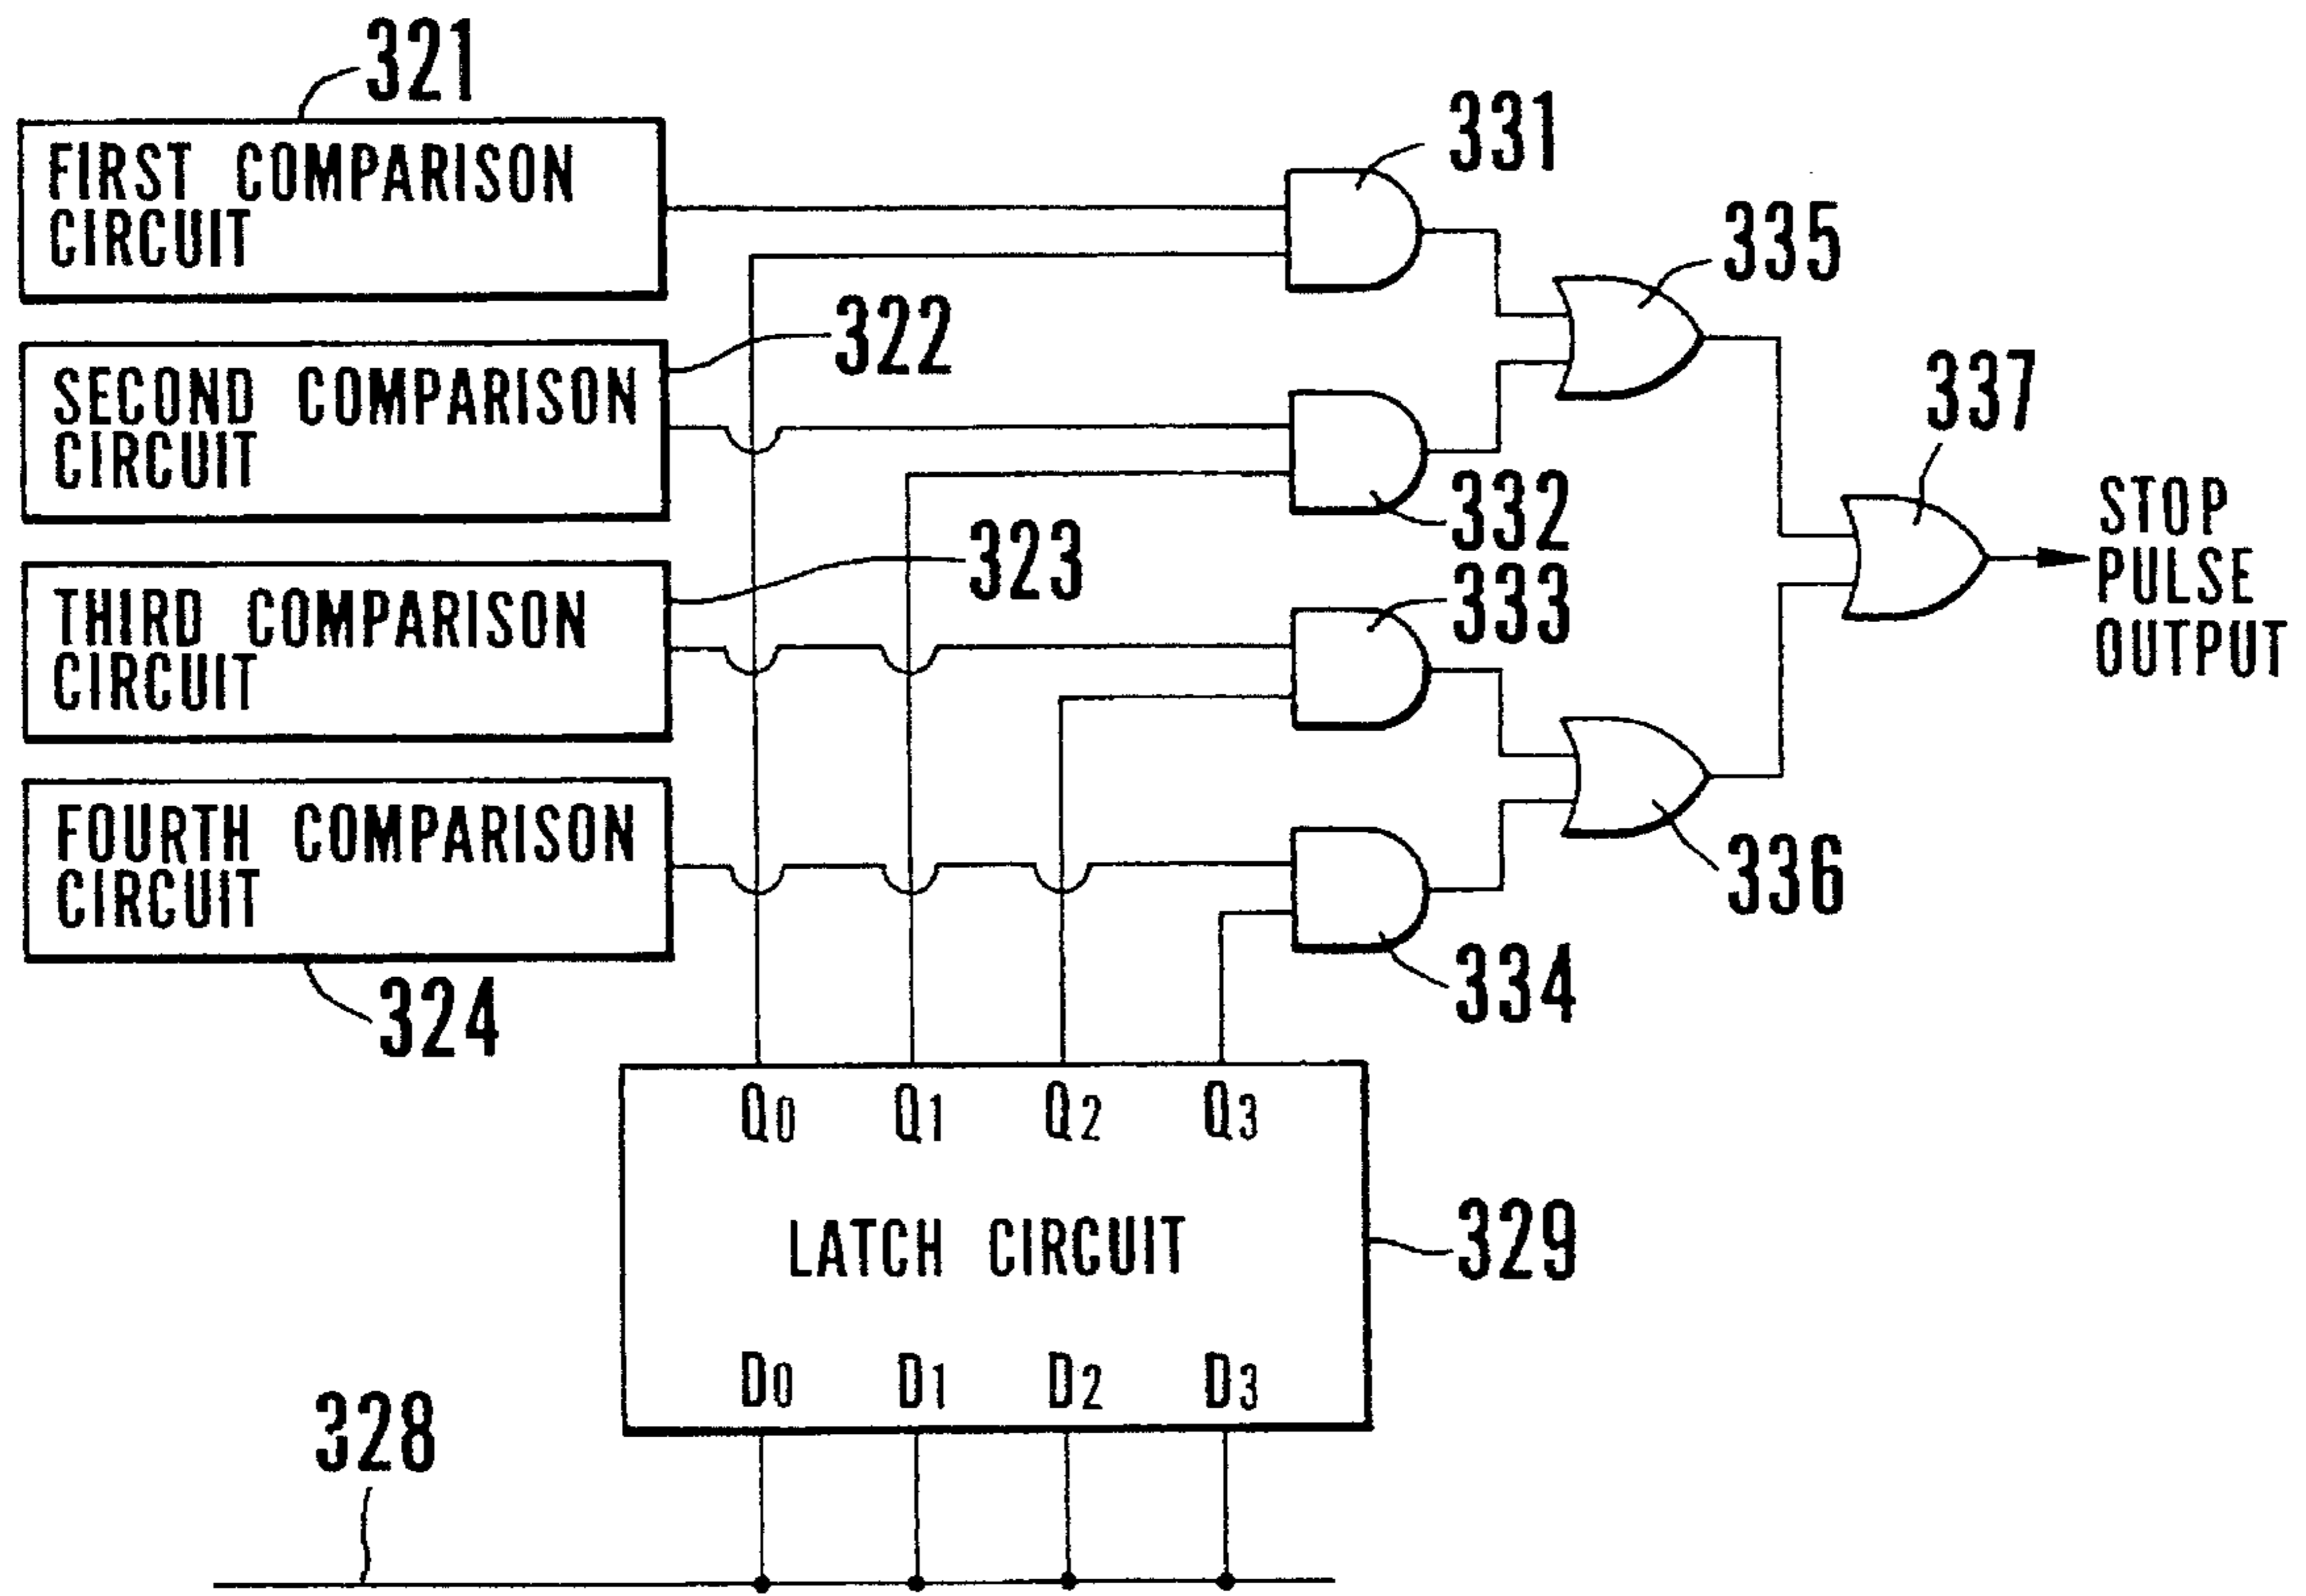 321
FIRST COMPARISON
CIRCUIT
331
335
322
SECOND COMPARISON
CIRCUIT
332
337
STOP
PULSE
OUTPUT
323
THIRD COMPARISON
CIRCUIT
333
FOURTH COMPARISON
CIRCUIT
336
324
334
Q0 Q1 Q2 Q3
LATCH CIRCUIT
329
D0 D1 D2 D3
328